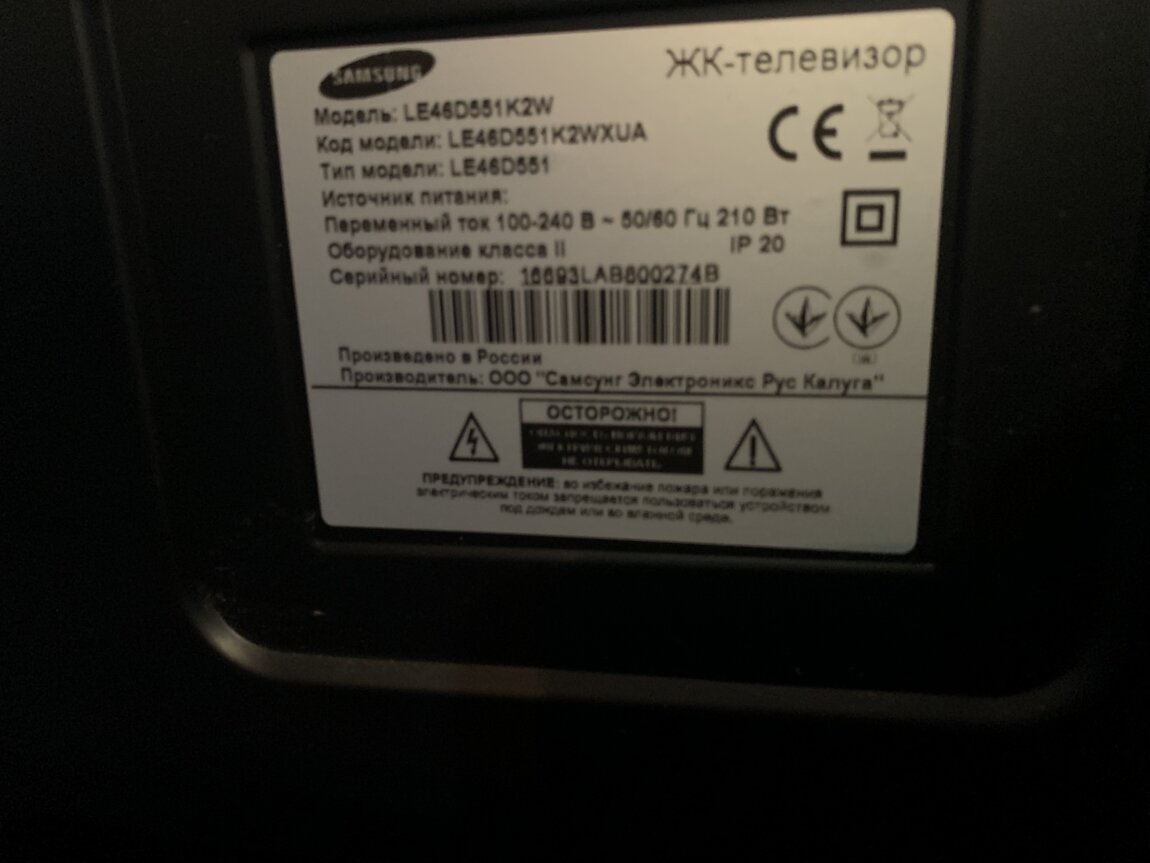 SAMSUNG
ЖК-телевизор
Модель: LE46D551K2W
Код модели: LE46D551K2WXUA
Тип модели: LE46D551
Источник питания:
Переменный ток 100-240 В ~ 50/60 Гц 210 Вт
Оборудование класса II IP 20
Серийный номер:
Произведено в России
Производитель: ООО "Самсунг Электроникс Рус Калуга"
ОСТОРОЖНО!
НЕ ОТКРЫВАТЬ
ПРЕДУПРЕЖДЕНИЕ: во избежание пожара или поражения
электрическим током запрещается пользоваться устройством
под дождем или во влажной среде.